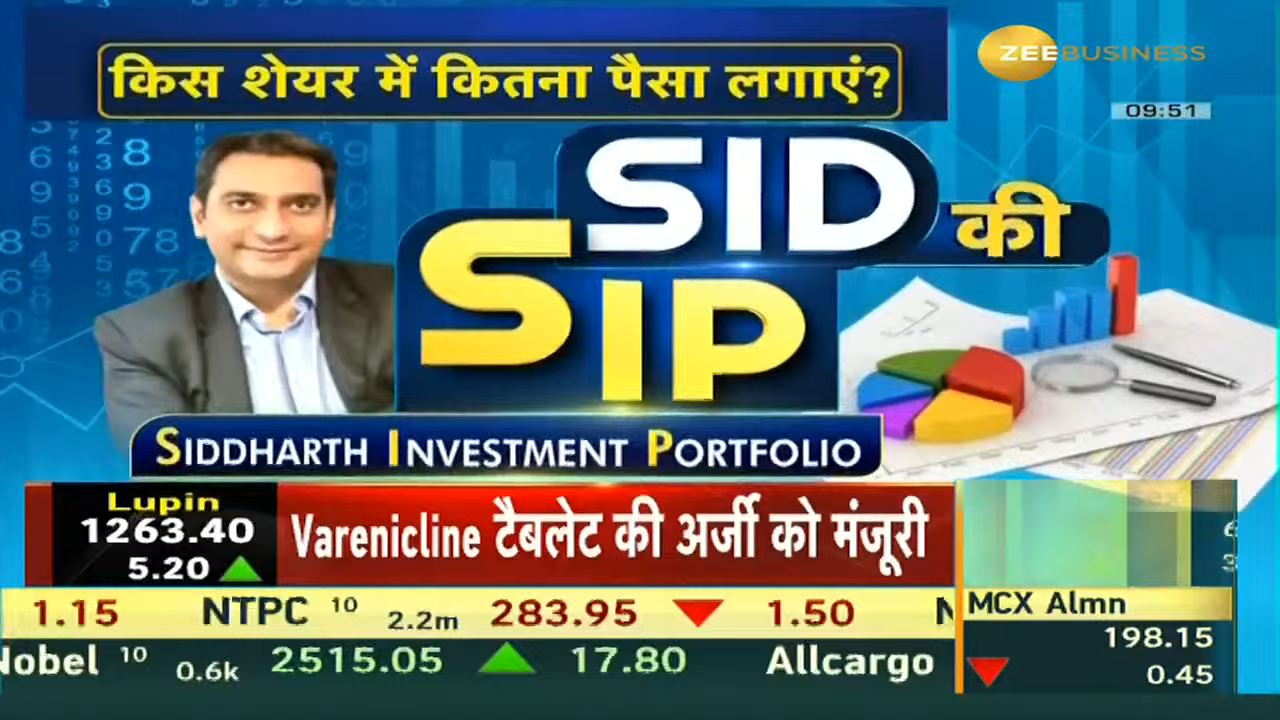 किस शेयर में कितना पैसा लगाएं?
ZEEBUSINESS
09:51
SID की
SIP
SIDDHARTH INVESTMENT PORTFOLIO
Lupin
1263.40
5.20
Varenicline टैबलेट की अर्जी को मंजूरी
1.15 NTPC 10 2.2m 283.95 1.50 N
Nobel 10 0.6k 2515.05 17.80 Allcargo
MCX Almn
198.15
0.45